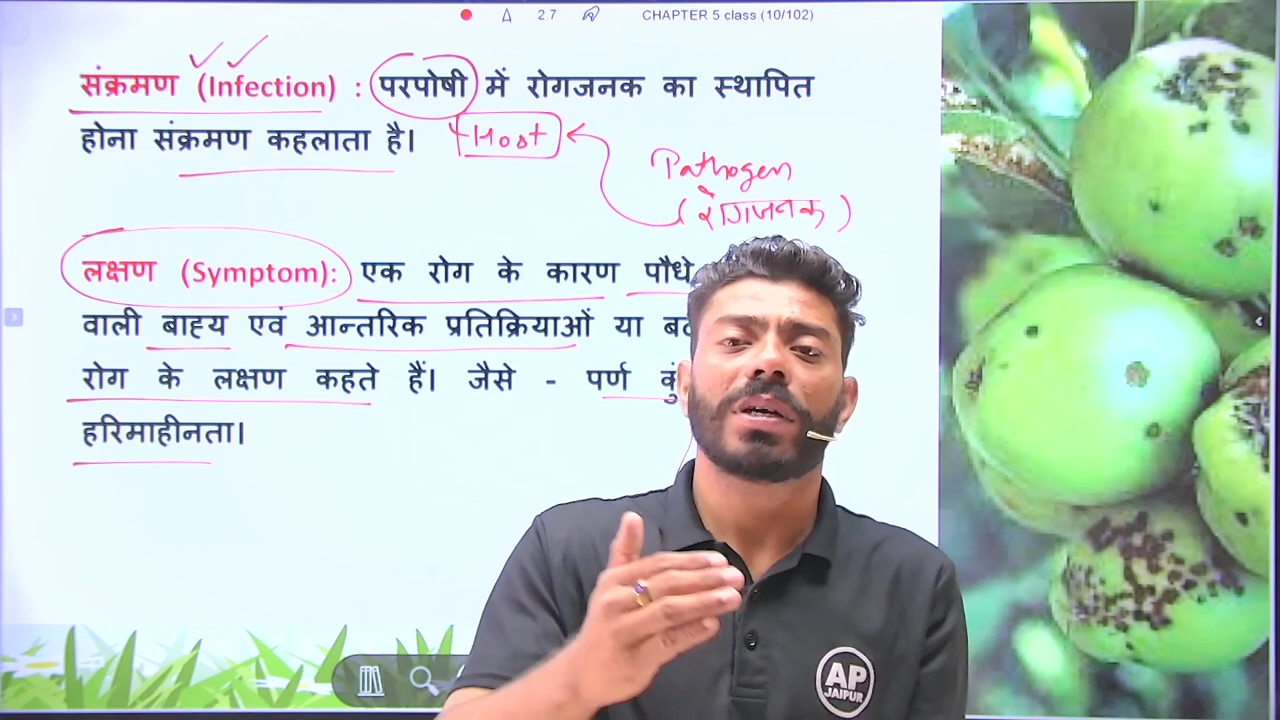 2.7 CHAPTER 5 class (10/102)
संक्रमण (Infection) : परपोषी में रोगजनक का स्थापित
होना संक्रमण कहलाता है।
Host
Pathogen
(रोगजनक)
लक्षण (Symptom): एक रोग के कारण पौधे
वाली बाह्य एवं आन्तरिक प्रतिक्रियाओं या
रोग के लक्षण कहते हैं। जैसे - पर्ण
हरिमाहीनता।
AP
JAIPUR